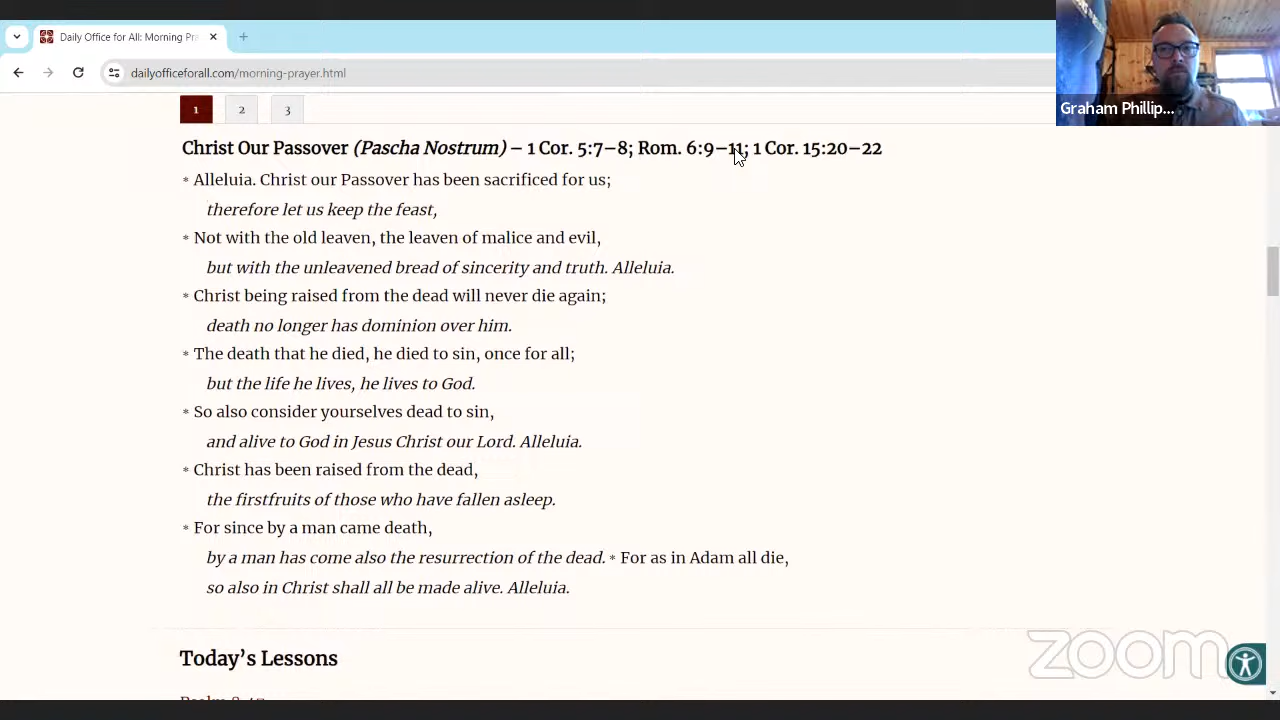 Daily Office for All: Morning Pra
dailyofficeforall.com/morning-prayer.html
Graham Phillip...
1 2 3
Christ Our Passover (Pascha Nostrum) – 1 Cor. 5:7–8; Rom. 6:9–11; 1 Cor. 15:20–22
* Alleluia. Christ our Passover has been sacrificed for us;
therefore let us keep the feast,
* Not with the old leaven, the leaven of malice and evil,
but with the unleavened bread of sincerity and truth. Alleluia.
* Christ being raised from the dead will never die again;
death no longer has dominion over him.
* The death that he died, he died to sin, once for all;
but the life he lives, he lives to God.
* So also consider yourselves dead to sin,
and alive to God in Jesus Christ our Lord. Alleluia.
* Christ has been raised from the dead,
the firstfruits of those who have fallen asleep.
* For since by a man came death,
by a man has come also the resurrection of the dead. * For as in Adam all die,
so also in Christ shall all be made alive. Alleluia.
Today’s Lessons
zoom